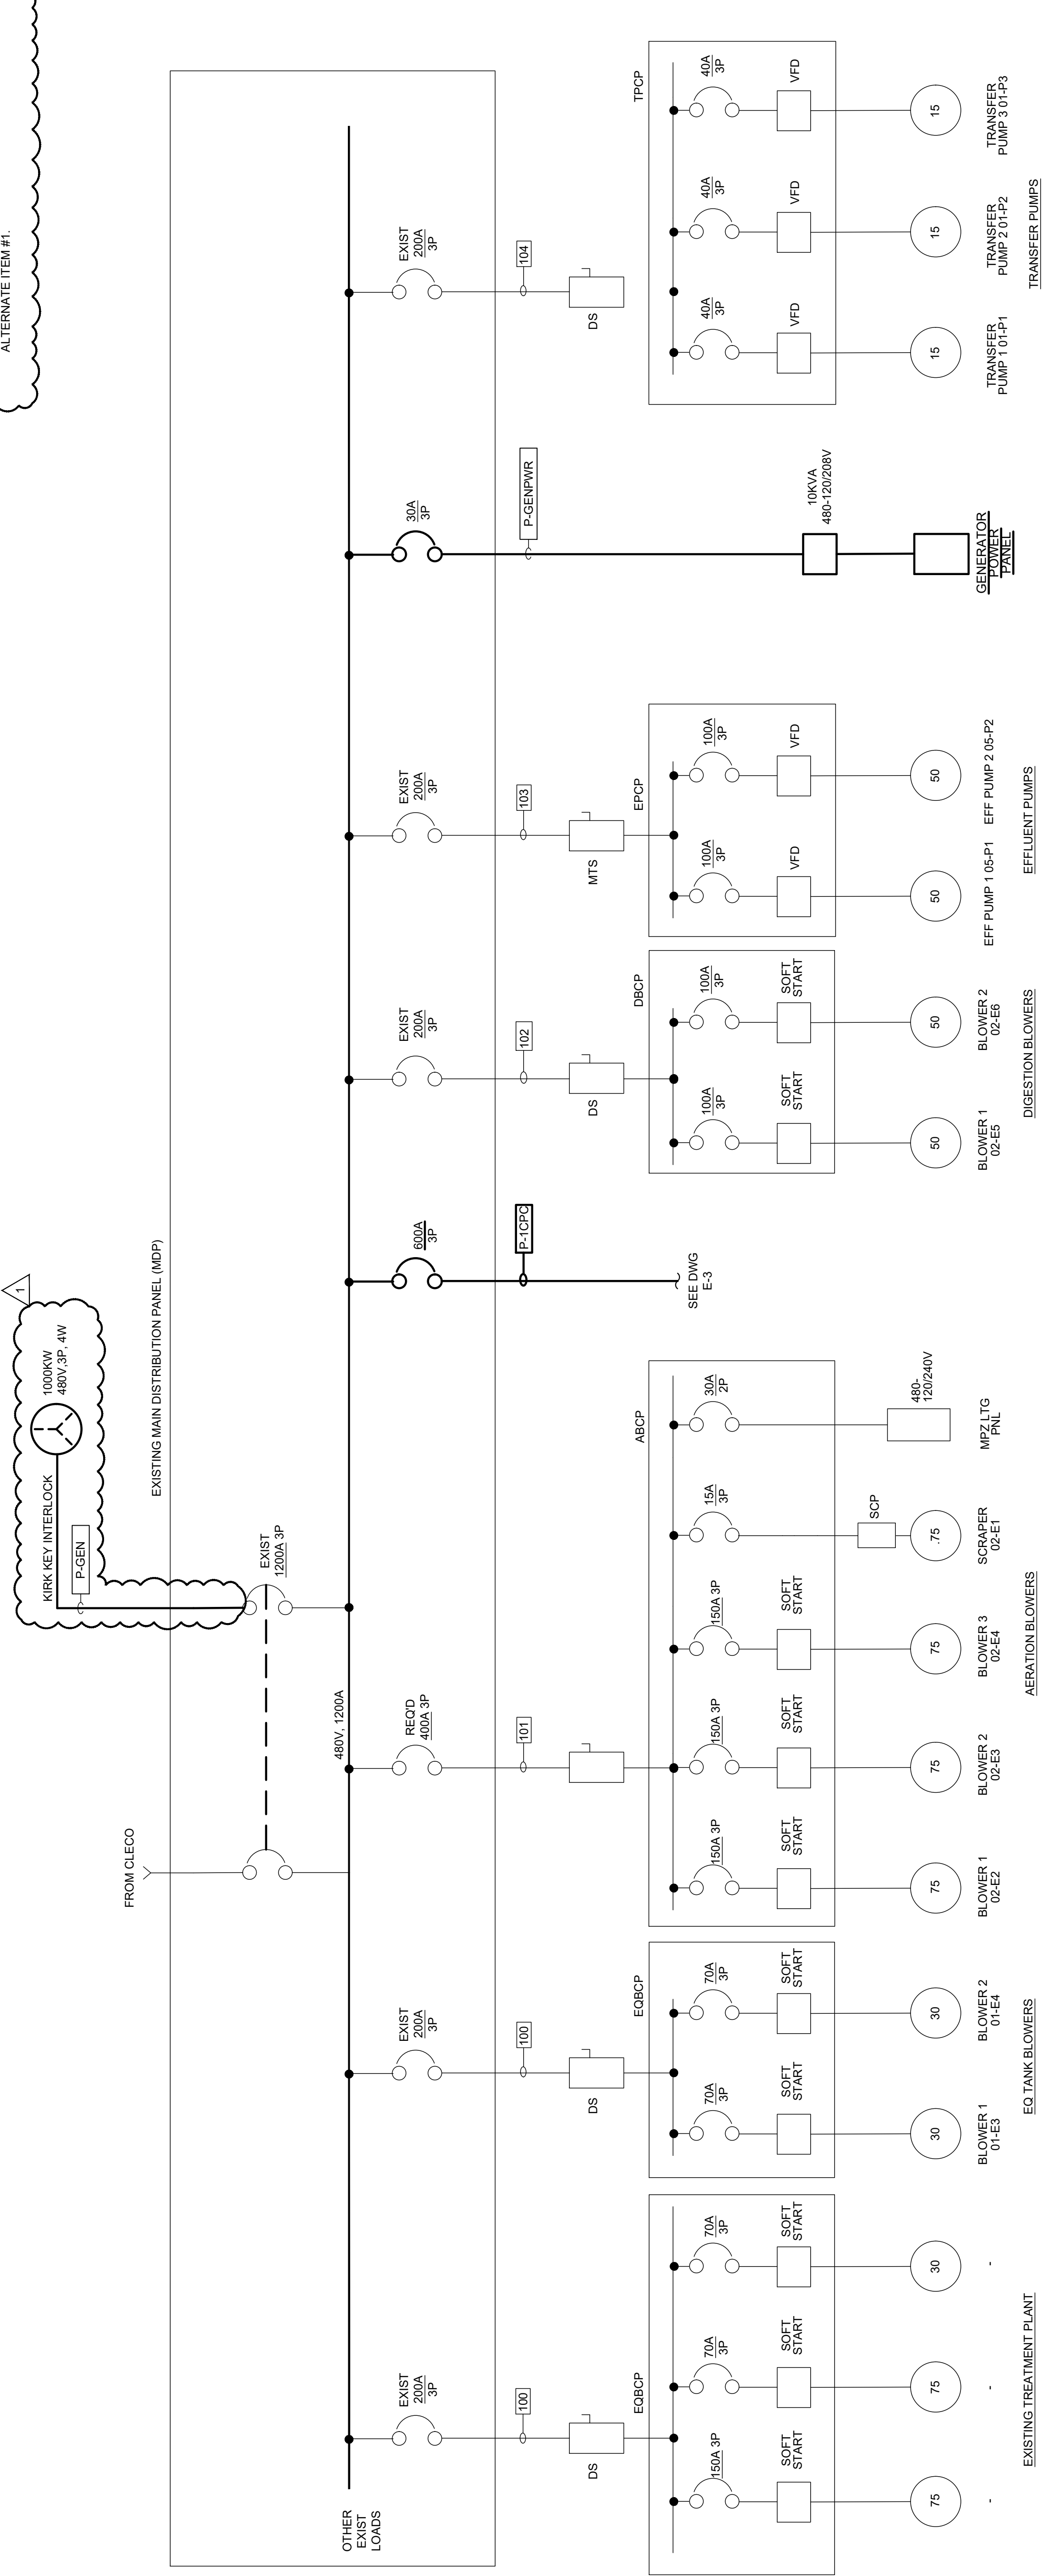 ALTERNATE ITEM #1.
1
1000KW
480V,3P, 4W
KIRK KEY INTERLOCK
P-GEN
FROM CLECO
EXISTING MAIN DISTRIBUTION PANEL (MDP)
EXIST
1200A 3P
480V, 1200A
OTHER
EXIST
LOADS
EXIST
200A
3P
EXIST
200A
3P
REQ'D
400A 3P
600A
3P
EXIST
200A
3P
EXIST
200A
3P
30A
3P
EXIST
200A
3P
100
100
101
P-1CPC
102
103
P-GENPWR
104
DS
DS
SEE DWG
E-3
DS
MTS
DS
EQBCP
150A 3P
70A
3P
70A
3P
SOFT
START
SOFT
START
SOFT
START
75
75
30
-
-
-
EXISTING TREATMENT PLANT
EQBCP
70A
3P
70A
3P
SOFT
START
SOFT
START
30
30
BLOWER 1
01-E3
BLOWER 2
01-E4
EQ TANK BLOWERS
ABCP
150A 3P
150A 3P
150A 3P
15A
3P
30A
2P
SOFT
START
SOFT
START
SOFT
START
SCP
480-
120/240V
75
75
75
.75
BLOWER 1
02-E2
BLOWER 2
02-E3
BLOWER 3
02-E4
SCRAPER
02-E1
MPZ LTG
PNL
AERATION BLOWERS
DBCP
100A
3P
100A
3P
SOFT
START
SOFT
START
50
50
BLOWER 1
02-E5
BLOWER 2
02-E6
DIGESTION BLOWERS
EPCP
100A
3P
100A
3P
VFD
VFD
50
50
EFF PUMP 1 05-P1
EFF PUMP 2 05-P2
EFFLUENT PUMPS
10KVA
480-120/208V
GENERATOR
POWER
PANEL
TPCP
40A
3P
40A
3P
40A
3P
VFD
VFD
VFD
15
15
15
TRANSFER
PUMP 1 01-P1
TRANSFER
PUMP 2 01-P2
TRANSFER
PUMP 3 01-P3
TRANSFER PUMPS